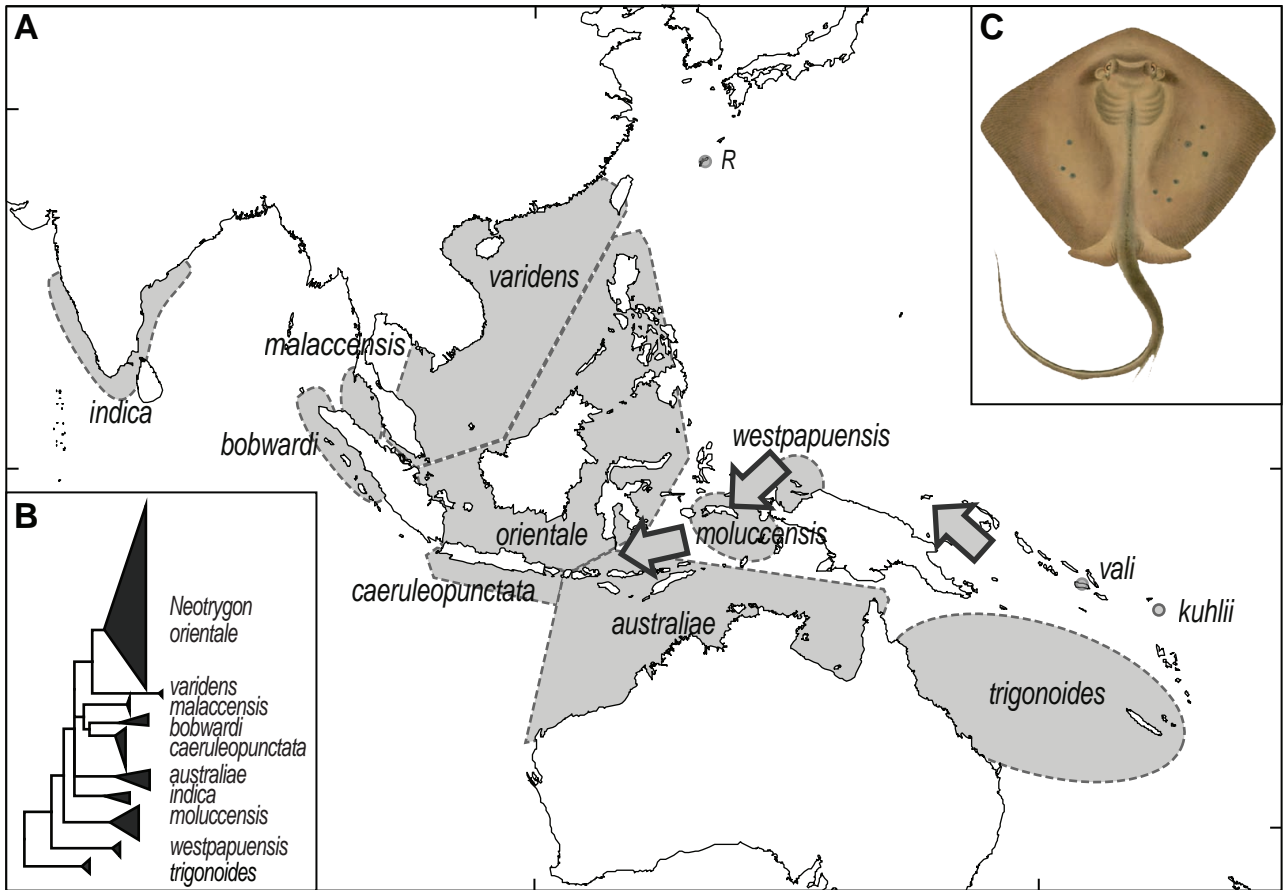 A
C
R
varidens
malaccensis
indica
bobwardi
westpapuensis
orientale
moluccensis
caeruleopunctata
australiae
vali
kuhlii
trigonoides
B
Neotrygon
orientale
varidens
malaccensis
bobwardi
caeruleopunctata
australiae
indica
moluccensis
westpapuensis
trigonoides